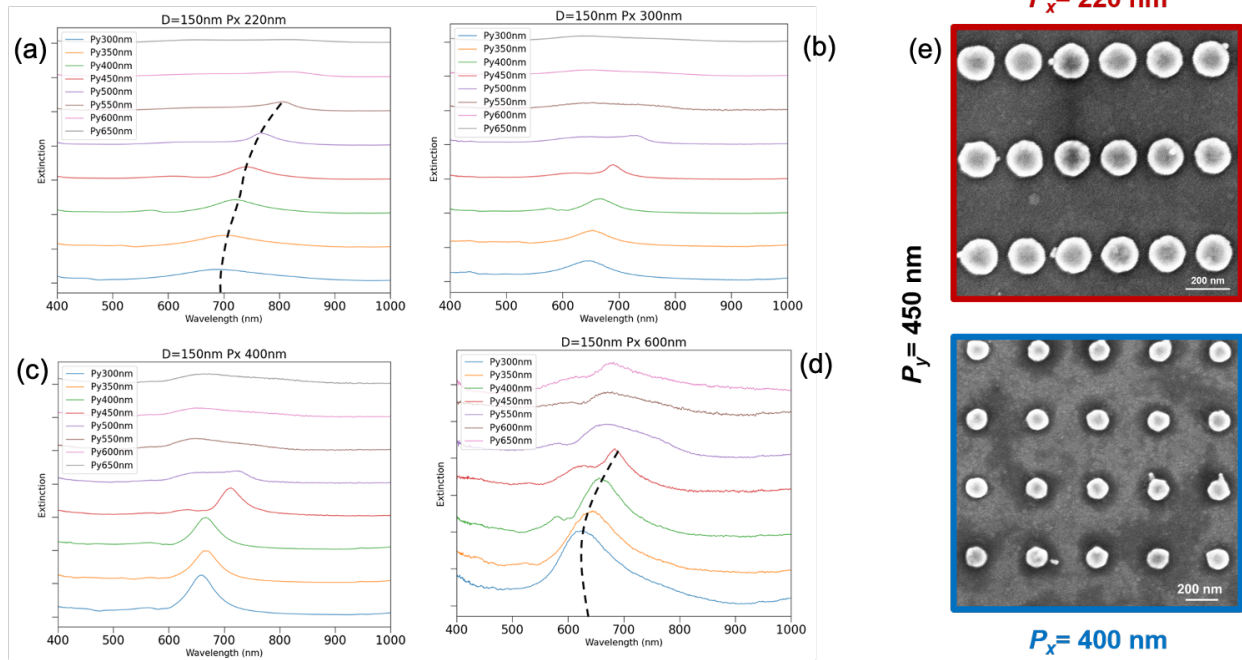 (a)
D=150nm Px 220nm
Extinction
Py300nm
Py350nm
Py400nm
Py450nm
Py500nm
Py550nm
Py600nm
Py650nm
400 500 600 700 800 900 1000
Wavelength (nm)
(b)
D=150nm Px 300nm
Extinction
Py300nm
Py350nm
Py400nm
Py450nm
Py500nm
Py550nm
Py600nm
Py650nm
400 500 600 700 800 900 1000
Wavelength (nm)
(c)
D=150nm Px 400nm
Extinction
Py300nm
Py350nm
Py400nm
Py450nm
Py500nm
Py550nm
Py600nm
Py650nm
400 500 600 700 800 900 1000
Wavelength (nm)
(d)
D=150nm Px 600nm
Extinction
Py300nm
Py350nm
Py400nm
Py450nm
Py550nm
Py600nm
Py650nm
400 500 600 700 800 900 1000
Wavelength (nm)
(e)
Px= 220 nm
200 nm
Py= 450 nm
200 nm
Px= 400 nm